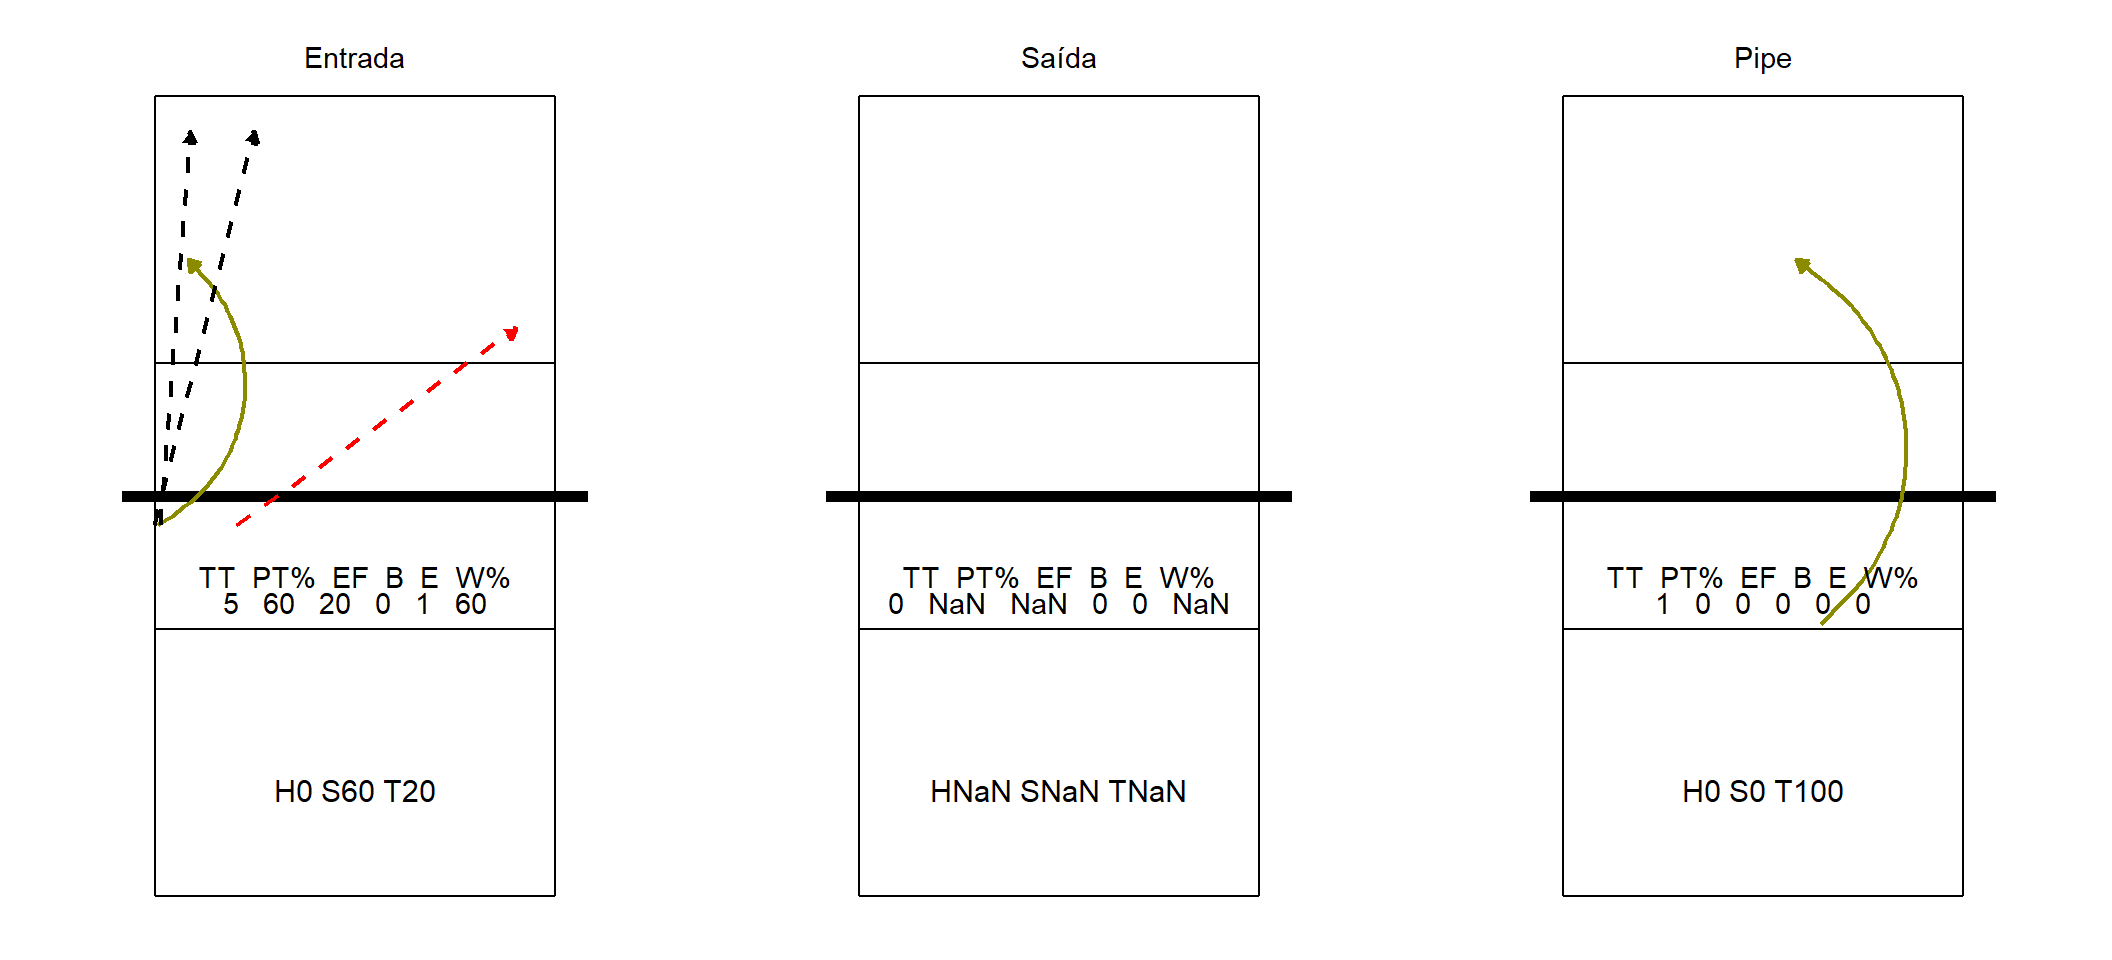 Entrada
TT PT% EF B E W%
5 60 20 0 1 60
H0 S60 T20
Saída
TT PT% EF B E W%
0 NaN NaN 0 0 NaN
HNaN SNaN TNaN
Pipe
TT PT% EF B E W%
1 0 0 0 0 0
H0 S0 T100